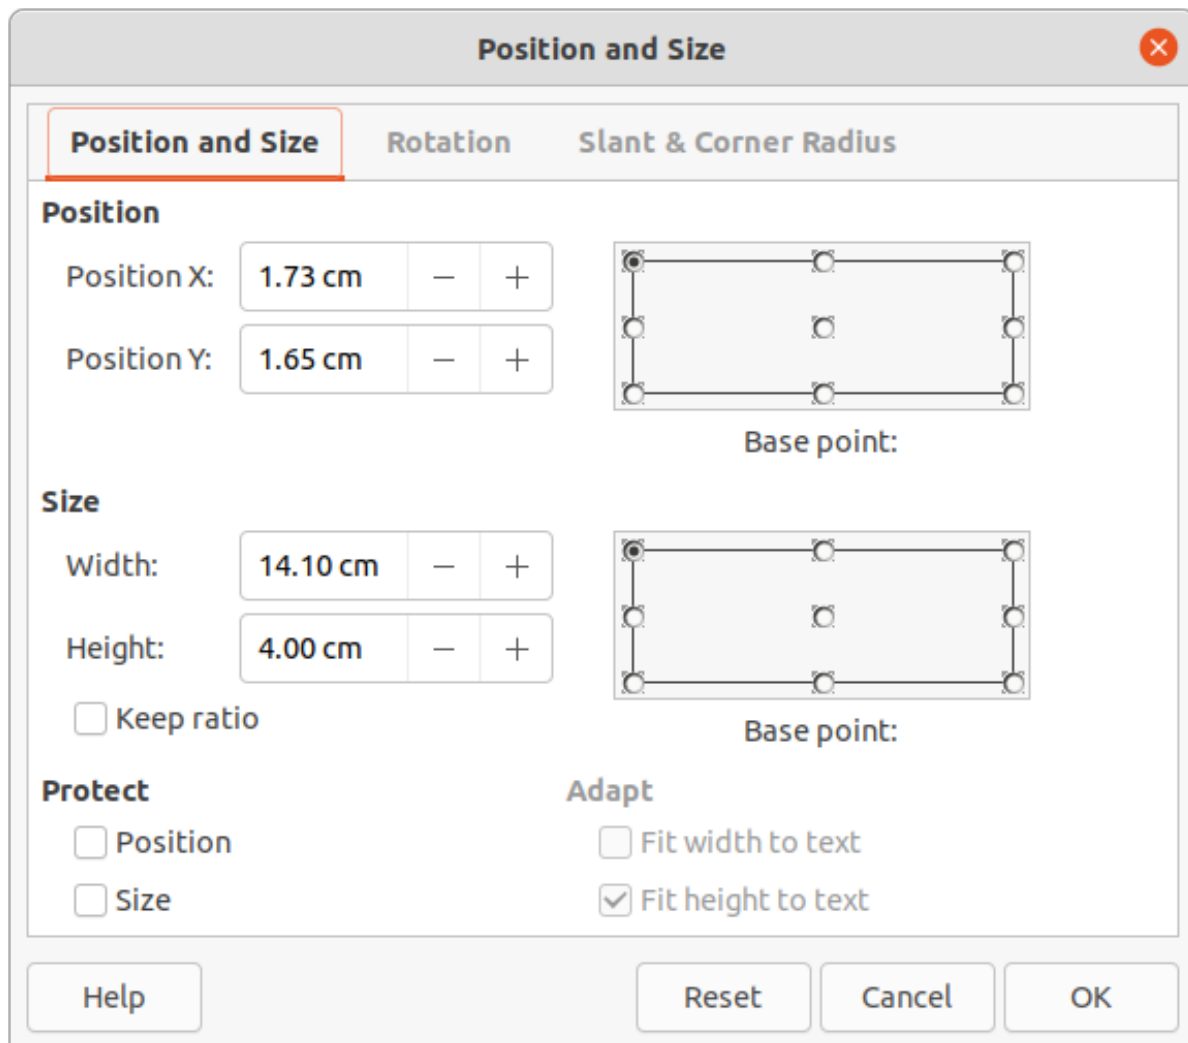 Position and Size
Position and Size Rotation Slant & Corner Radius
Position
Position X: 1.73 cm − +
Position Y: 1.65 cm − +
Base point:
Size
Width: 14.10 cm − +
Height: 4.00 cm − +
Keep ratio
Base point:
Protect Adapt
Position Fit width to text
Size Fit height to text
Help Reset Cancel OK